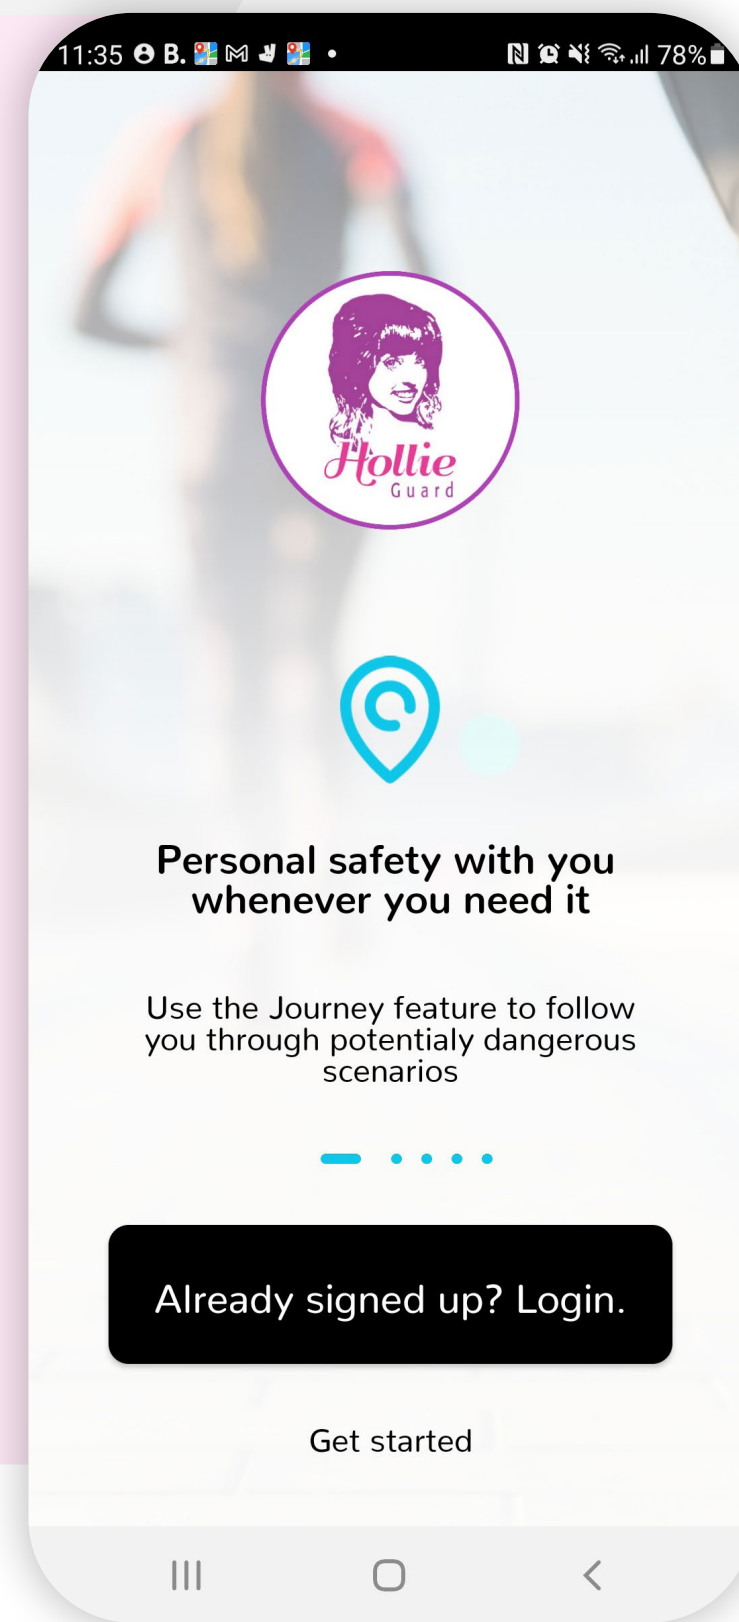 11:35 B. 78%
Hollie
Guard
Personal safety with you
whenever you need it
Use the Journey feature to follow
you through potentialy dangerous
scenarios
Already signed up? Login.
Get started